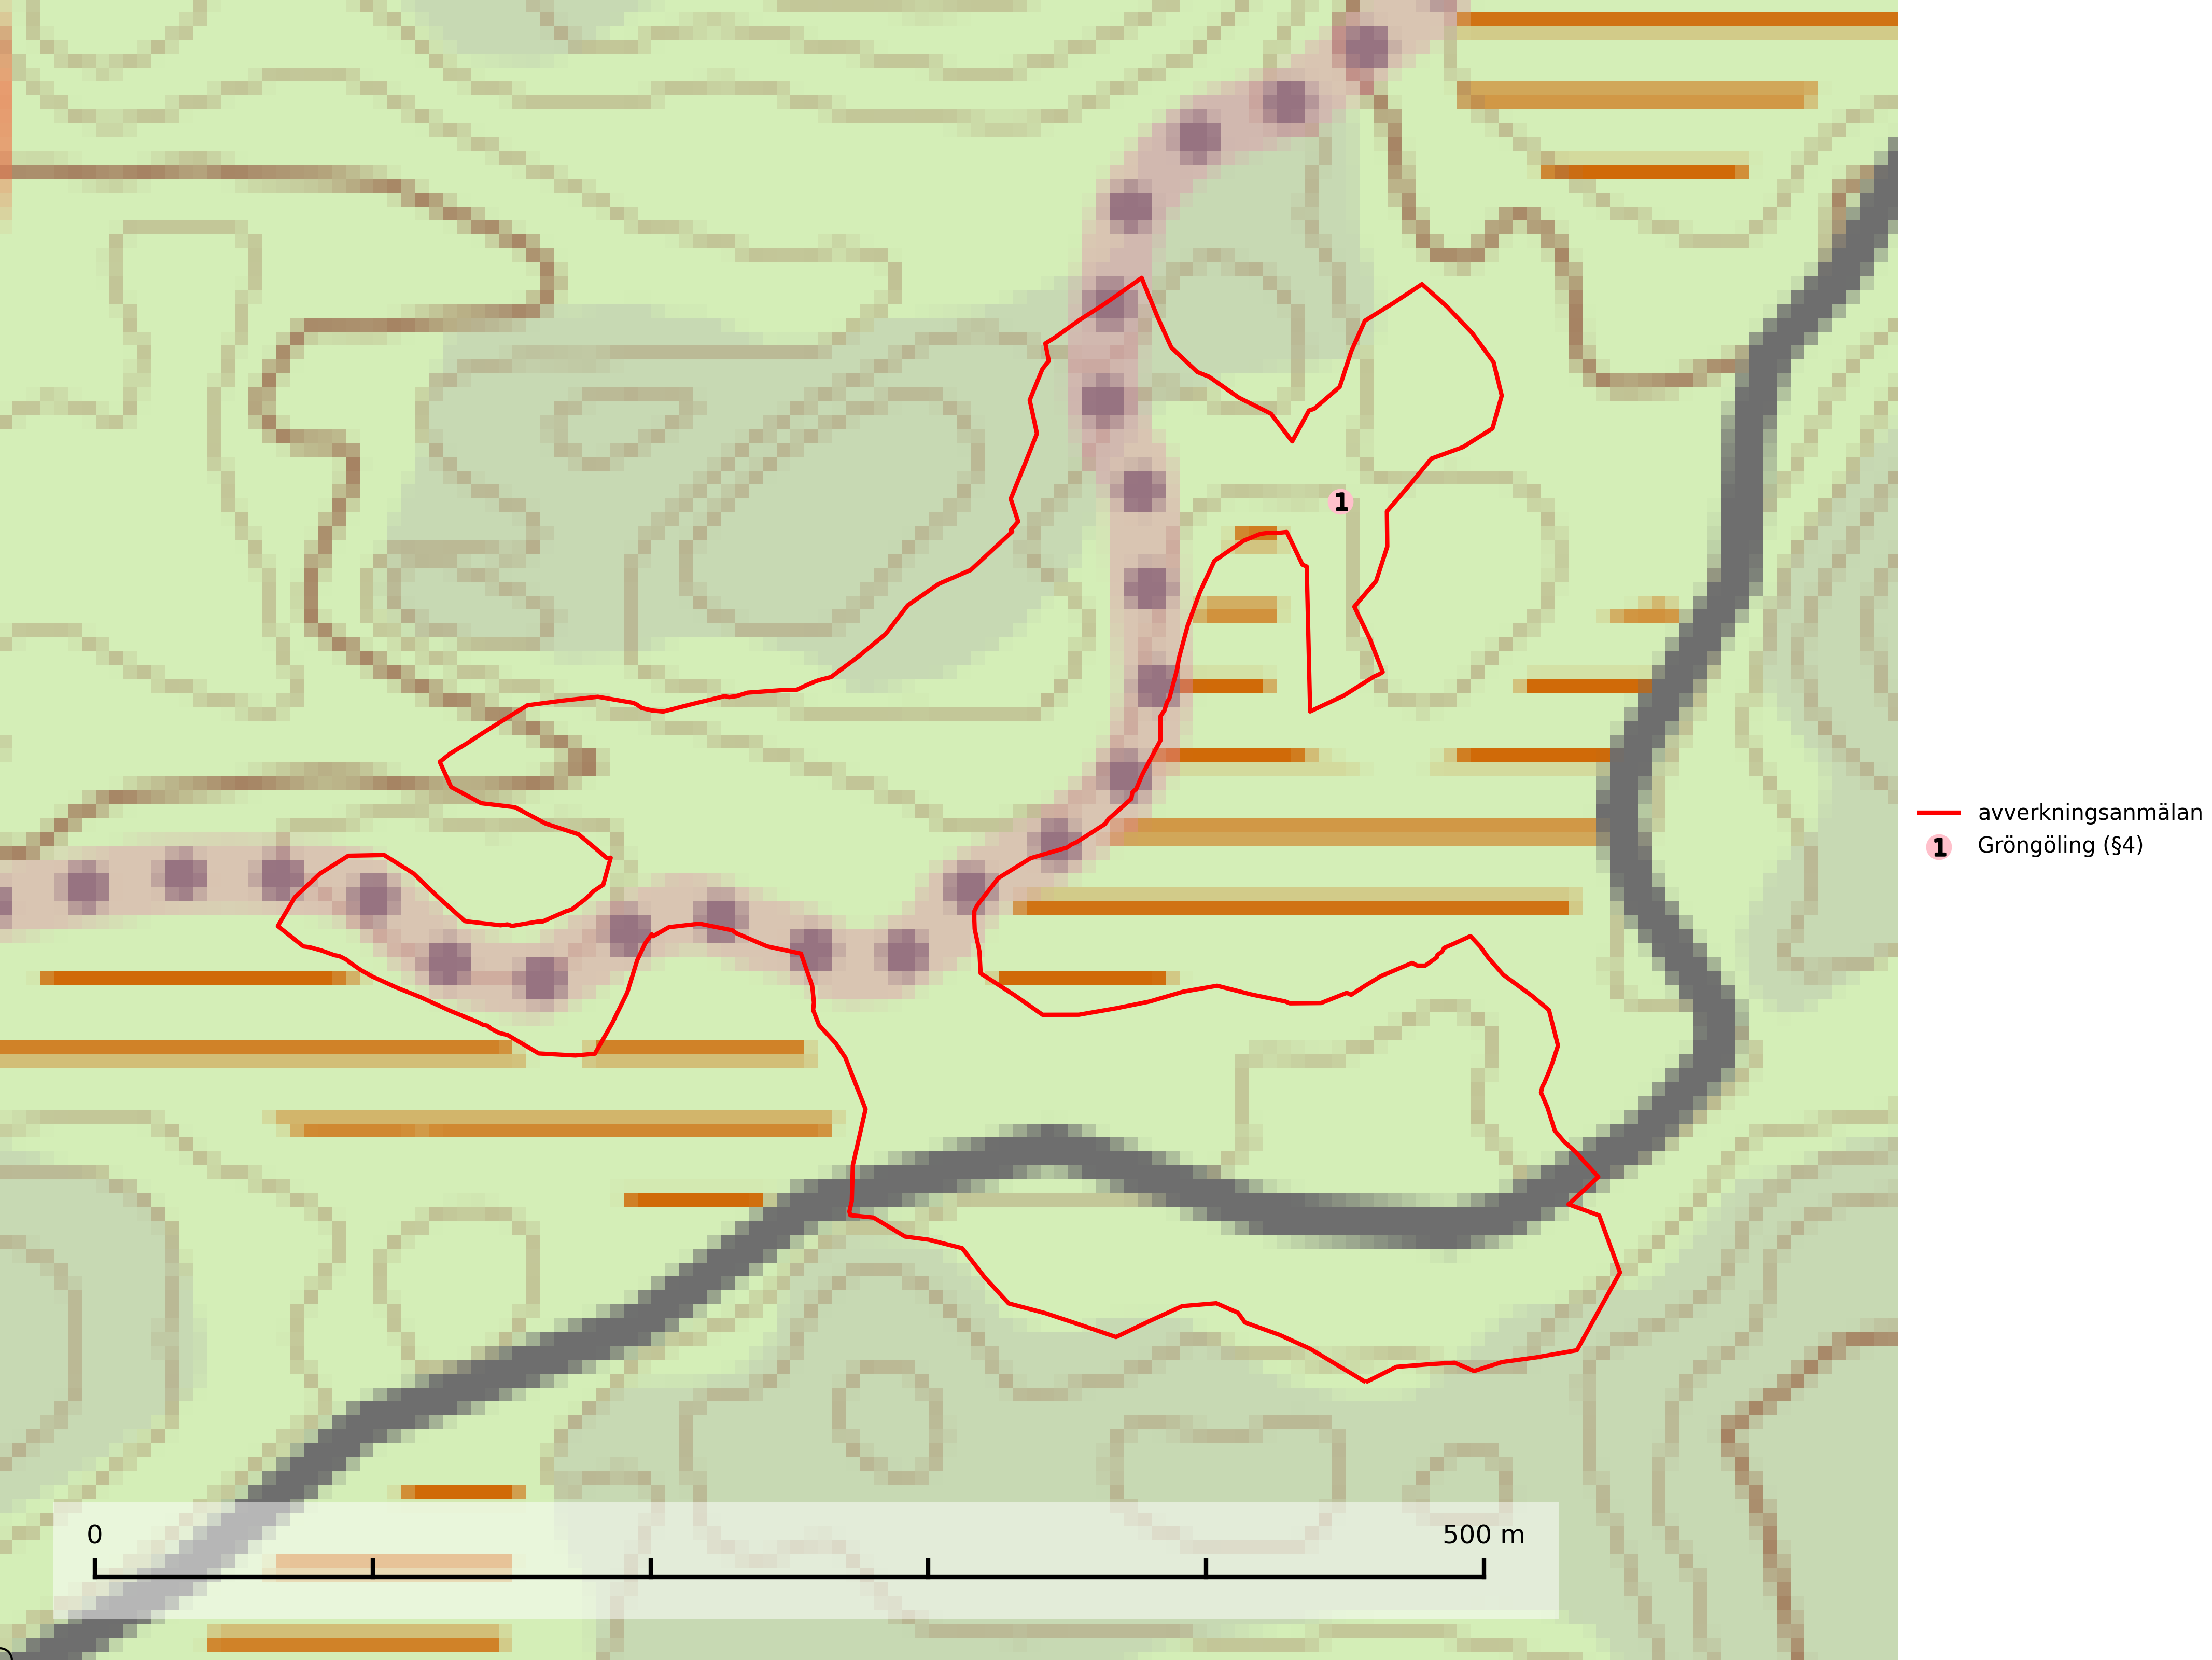 1
avverkningsanmälan
1 Gröngöling (§4)
0 500 m